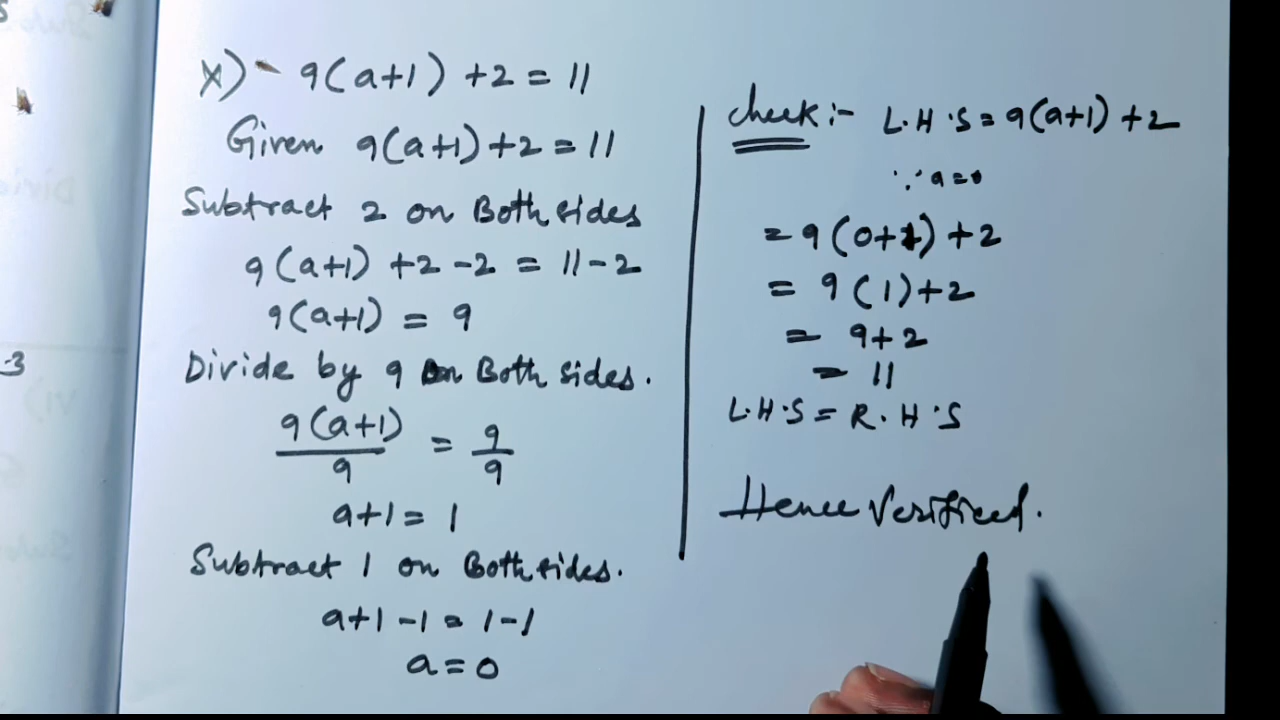 x) 9(a+1) +2 = 11
Given 9(a+1)+2 = 11
Subtract 2 on Both sides
9(a+1) +2 -2 = 11-2
9(a+1) = 9
Divide by 9 on Both sides.
9(a+1)/9 = 9/9
a+1 = 1
Subtract 1 on Both sides.
a+1 -1 = 1-1
a = 0
Check :- L.H.S = 9(a+1) +2
∵ a=0
= 9(0+1) +2
= 9(1)+2
= 9+2
= 11
L.H.S = R.H.S
Hence Verified.
-3